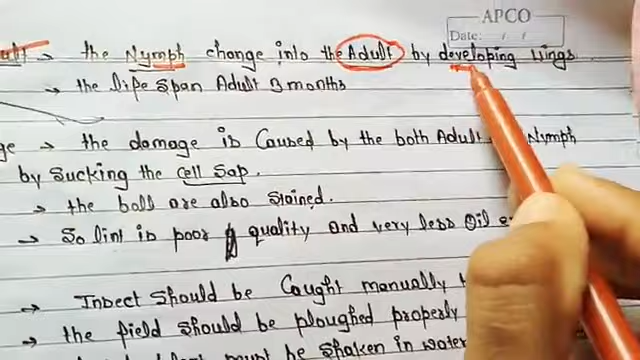 APCO
Date: / /
→ the Nymph change into the Adult by developing wings
→ the life span Adult 3 months
→ the damage is Caused by the both Adult Nymph
by sucking the cell sap.
→ the boll are also stained.
→ So lint is poor quality and very less oil
→ Insect should be Caught manually
→ the field should be ploughed properly
must be shaken in water